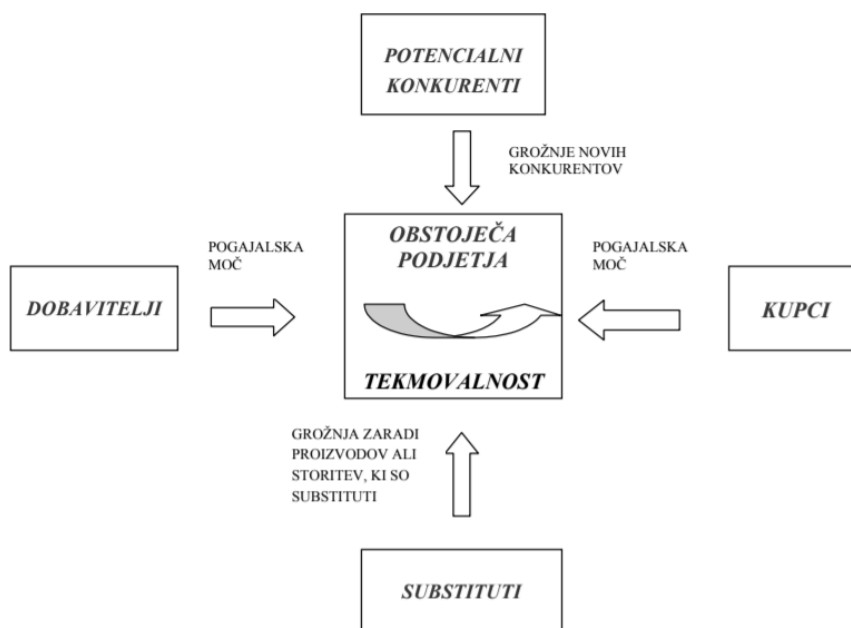 POTENCIALNI
KONKURENTI
GROŽNJE NOVIH
KONKURENTOV
OBSTOJEČA
PODJETJA
POGAJALSKA
MOČ
POGAJALSKA
MOČ
DOBAVITELJI
KUPCI
TEKMOVALNOST
GROŽNJA ZARADI
PROIZVODOV ALI
STORITEV, KI SO
SUBSTITUTI
SUBSTITUTI